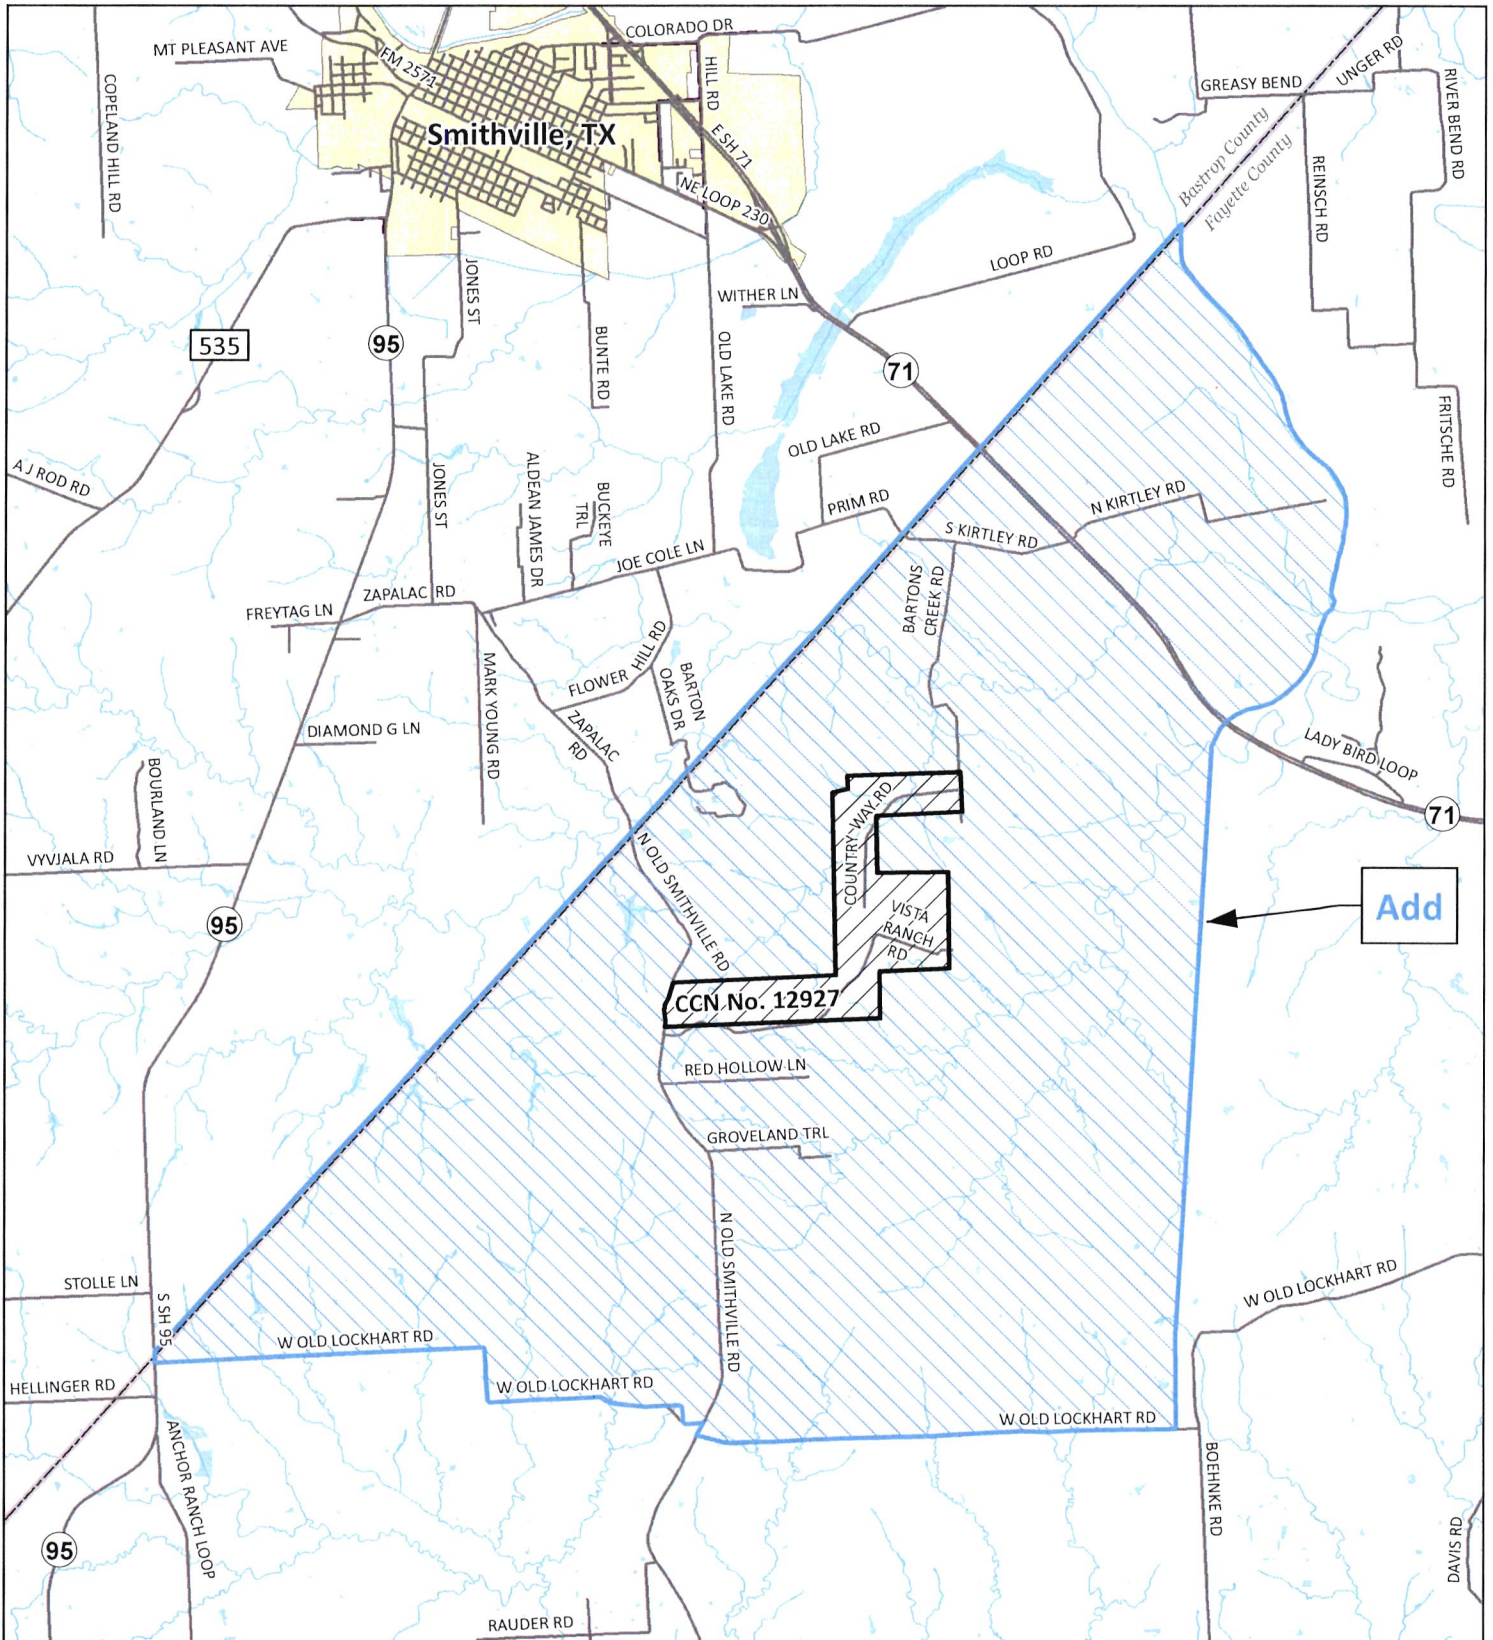 COLORADO DR
MT PLEASANT AVE
FM 2571
COPELAND HILL RD
HILL RD
UNGER RD
GREASY BEND
RIVER BEND RD
Smithville, TX
E SH 71
Bastrop County
Fayette County
REINSCH RD
NE LOOP 230
LOOP RD
JONES ST
WITHER LN
535
95
BUNTE RD
OLD LAKE RD
71
FRITSCHE RD
OLD LAKE RD
A J ROD RD
JONES ST
ALDEAN JAMES DR
BUCKEYE
TRL
PRIM RD
N KIRTLEY RD
S KIRTLEY RD
JOE COLE LN
BARTONS
CREEK RD
ZAPALAC RD
FREYTAG LN
FLOWER HILL RD
MARK YOUNG RD
BARTON
OAKS DR
ZAPALAC
RD
DIAMOND G LN
LADY BIRD LOOP
BOURLAND LN
71
COUNTRY WAY RD
N OLD SMITHVILLE RD
VYVJALA RD
Add
VISTA
RANCH
RD
95
CCN No. 12927
RED HOLLOW LN
GROVELAND TRL
N OLD SMITHVILLE RD
STOLLE LN
W OLD LOCKHART RD
S SH 95
W OLD LOCKHART RD
HELLINGER RD
W OLD LOCKHART RD
W OLD LOCKHART RD
ANCHOR RANCH LOOP
BOEHNKE RD
95
DAVIS RD
RAUDER RD